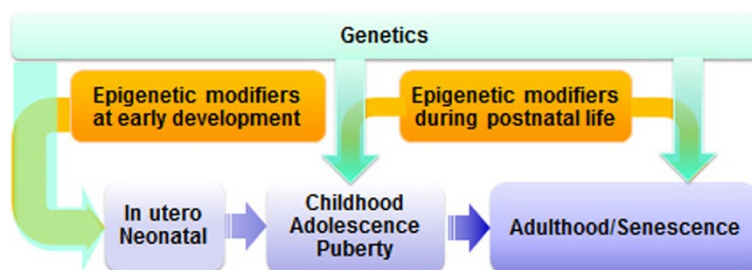 Genetics
Epigenetic modifiers
at early development
Epigenetic modifiers
during postnatal life
In utero
Neonatal
Childhood
Adolescence
Puberty
Adulthood/Senescence